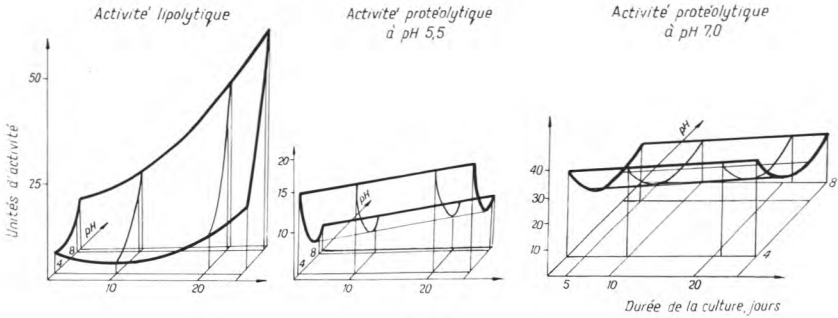 Activité lipolytique
Activité protéolytique
à pH 5,5
Activité protéolytique
à pH 7,0
Unités d'activité
50
25
pH
4
8
10
20
20
15
10
pH
4
8
10
20
40
30
20
10
pH
8
4
5
10
20
Durée de la culture, jours